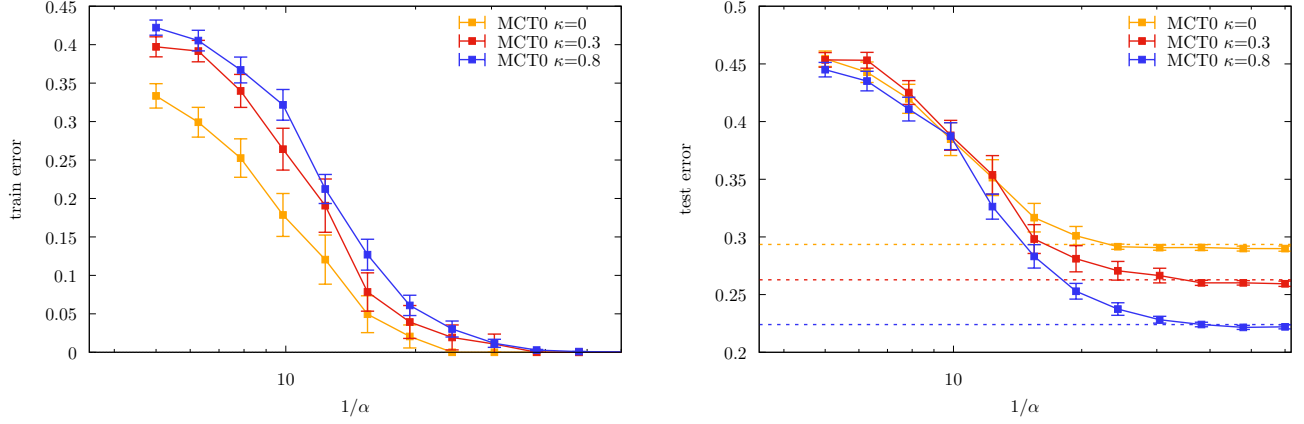 0.45
0.4
0.35
0.3
0.25
0.2
0.15
0.1
0.05
0
train error
10
1/α
MCT0 κ=0
MCT0 κ=0.3
MCT0 κ=0.8
0.5
0.45
0.4
0.35
0.3
0.25
0.2
test error
10
1/α
MCT0 κ=0
MCT0 κ=0.3
MCT0 κ=0.8